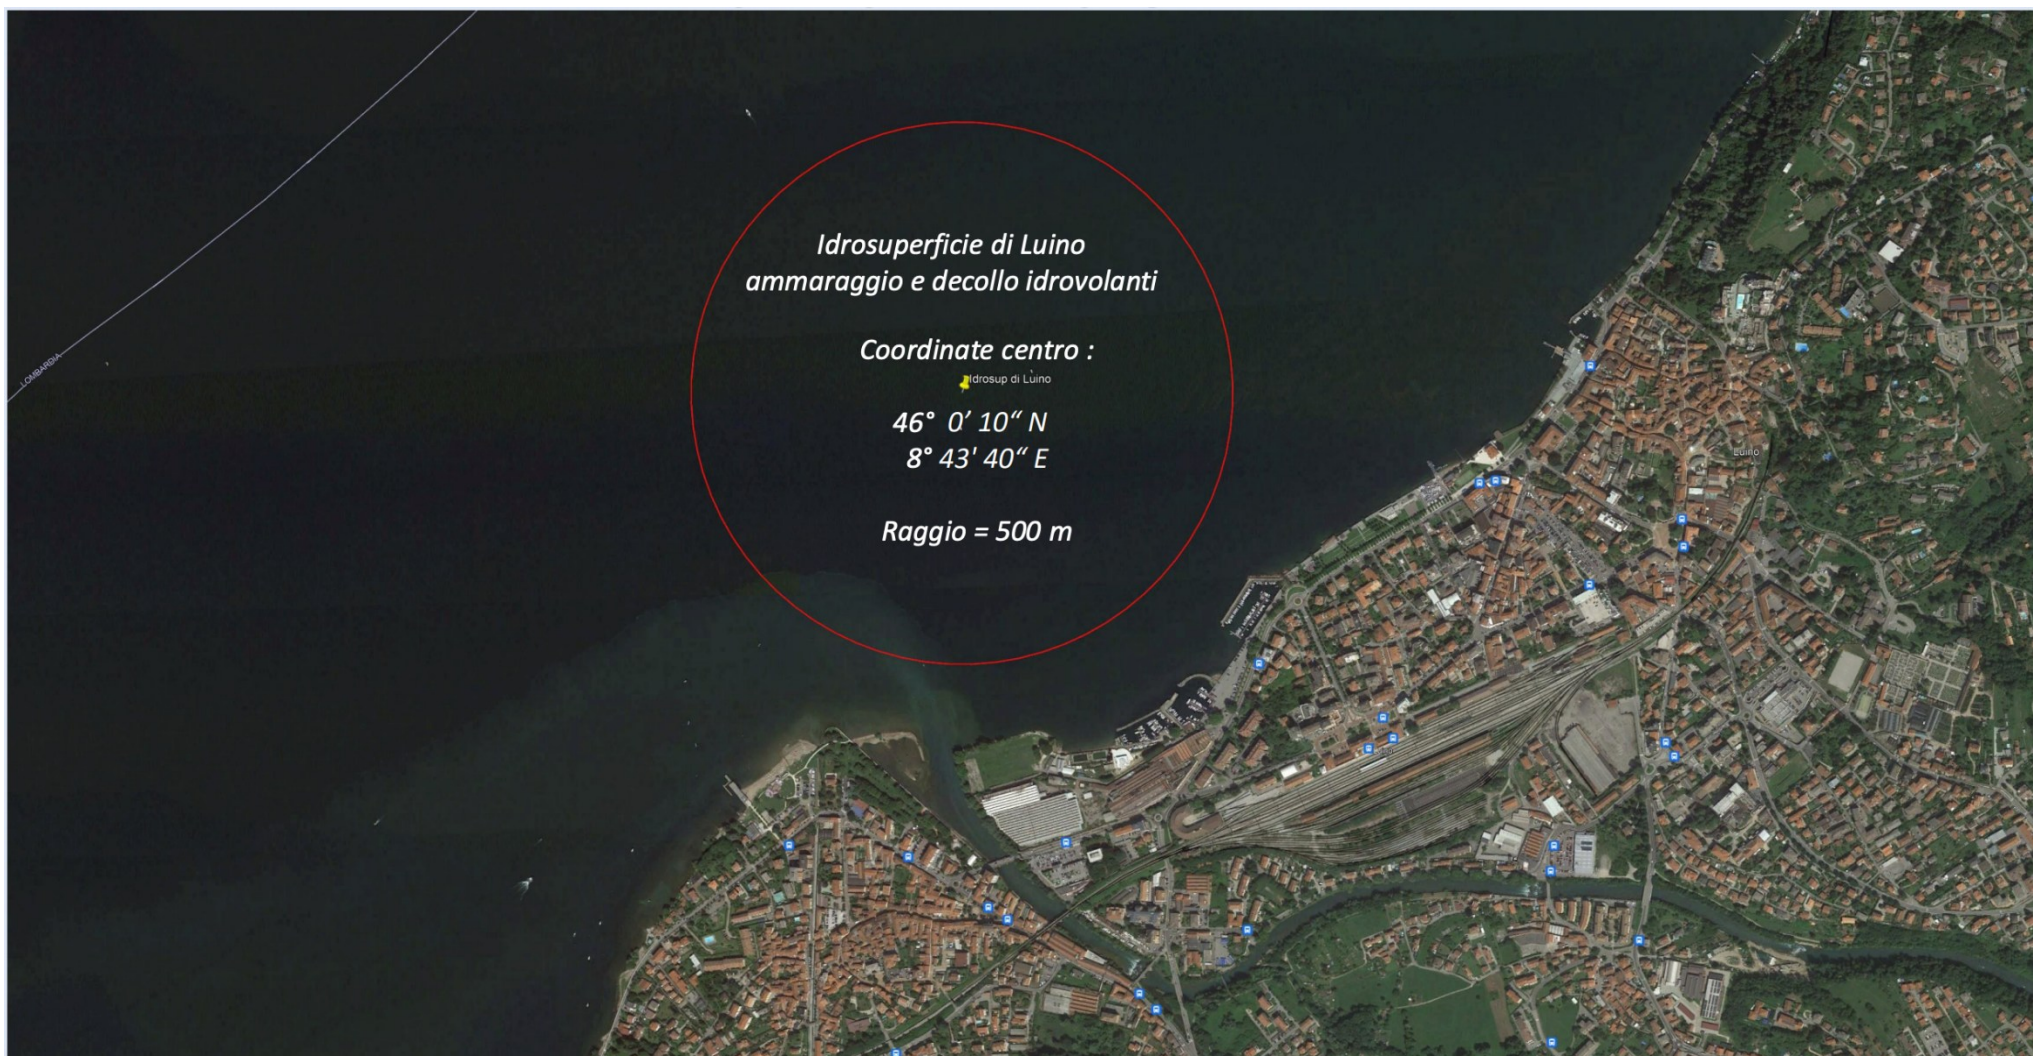 Idrosuperficie di Luino
ammaraggio e decollo idrovolanti
Coordinate centro :
Idrosup di Luino
46° 0’ 10“ N
8° 43' 40“ E
Raggio = 500 m
LOMBARDIA
Luino